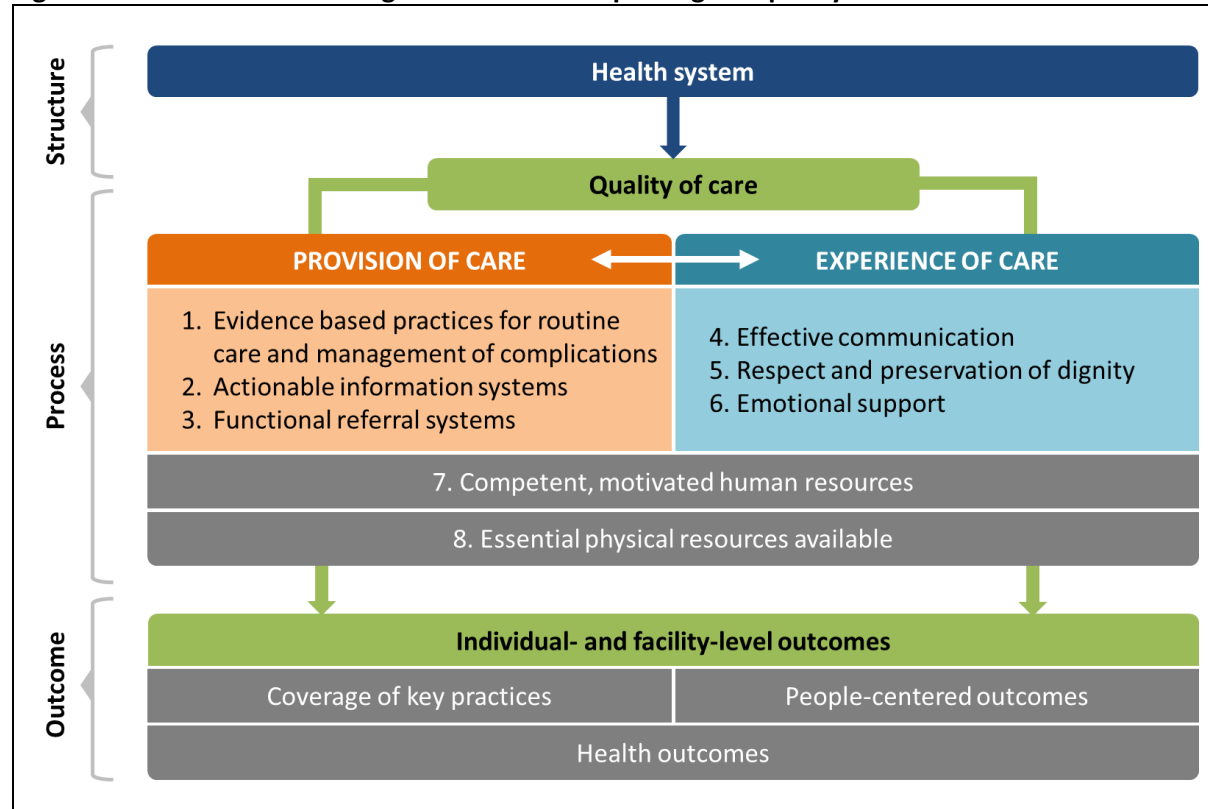 Structure
Health system
Quality of care
Process
PROVISION OF CARE
EXPERIENCE OF CARE
1. Evidence based practices for routine
care and management of complications
2. Actionable information systems
3. Functional referral systems
4. Effective communication
5. Respect and preservation of dignity
6. Emotional support
7. Competent, motivated human resources
8. Essential physical resources available
Outcome
Individual- and facility-level outcomes
Coverage of key practices
People-centered outcomes
Health outcomes